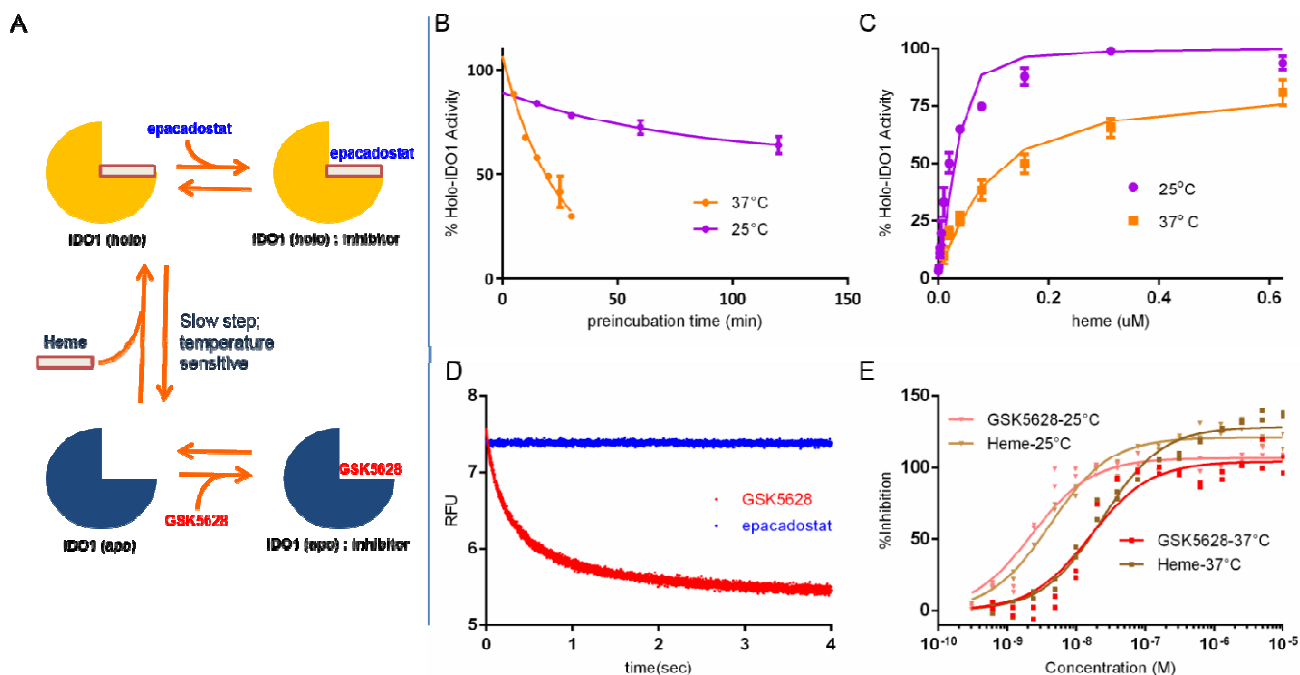 A
epacadostat
epacadostat
IDO1 (holo)
IDO1 (holo) : Inhibitor
Slow step;
temperature
sensitive
Heme
GSK5628
GSK5628
IDO1 (apo)
IDO1 (apo) : Inhibitor
B
% Holo-IDO1 Activity
100
50
0
37°C
25°C
0
50
100
150
preincubation time (min)
C
% Holo-IDO1 Activity
100
75
50
25
0
25°C
37°C
0.0
0.2
0.4
0.6
heme (uM)
D
RFU
8
7
6
5
GSK5628
epacadostat
0
1
2
3
4
time(sec)
E
%Inhibition
150
100
50
0
GSK5628-25°C
Heme-25°C
GSK5628-37°C
Heme-37°C
10-10
10-9
10-8
10-7
10-6
10-5
Concentration (M)